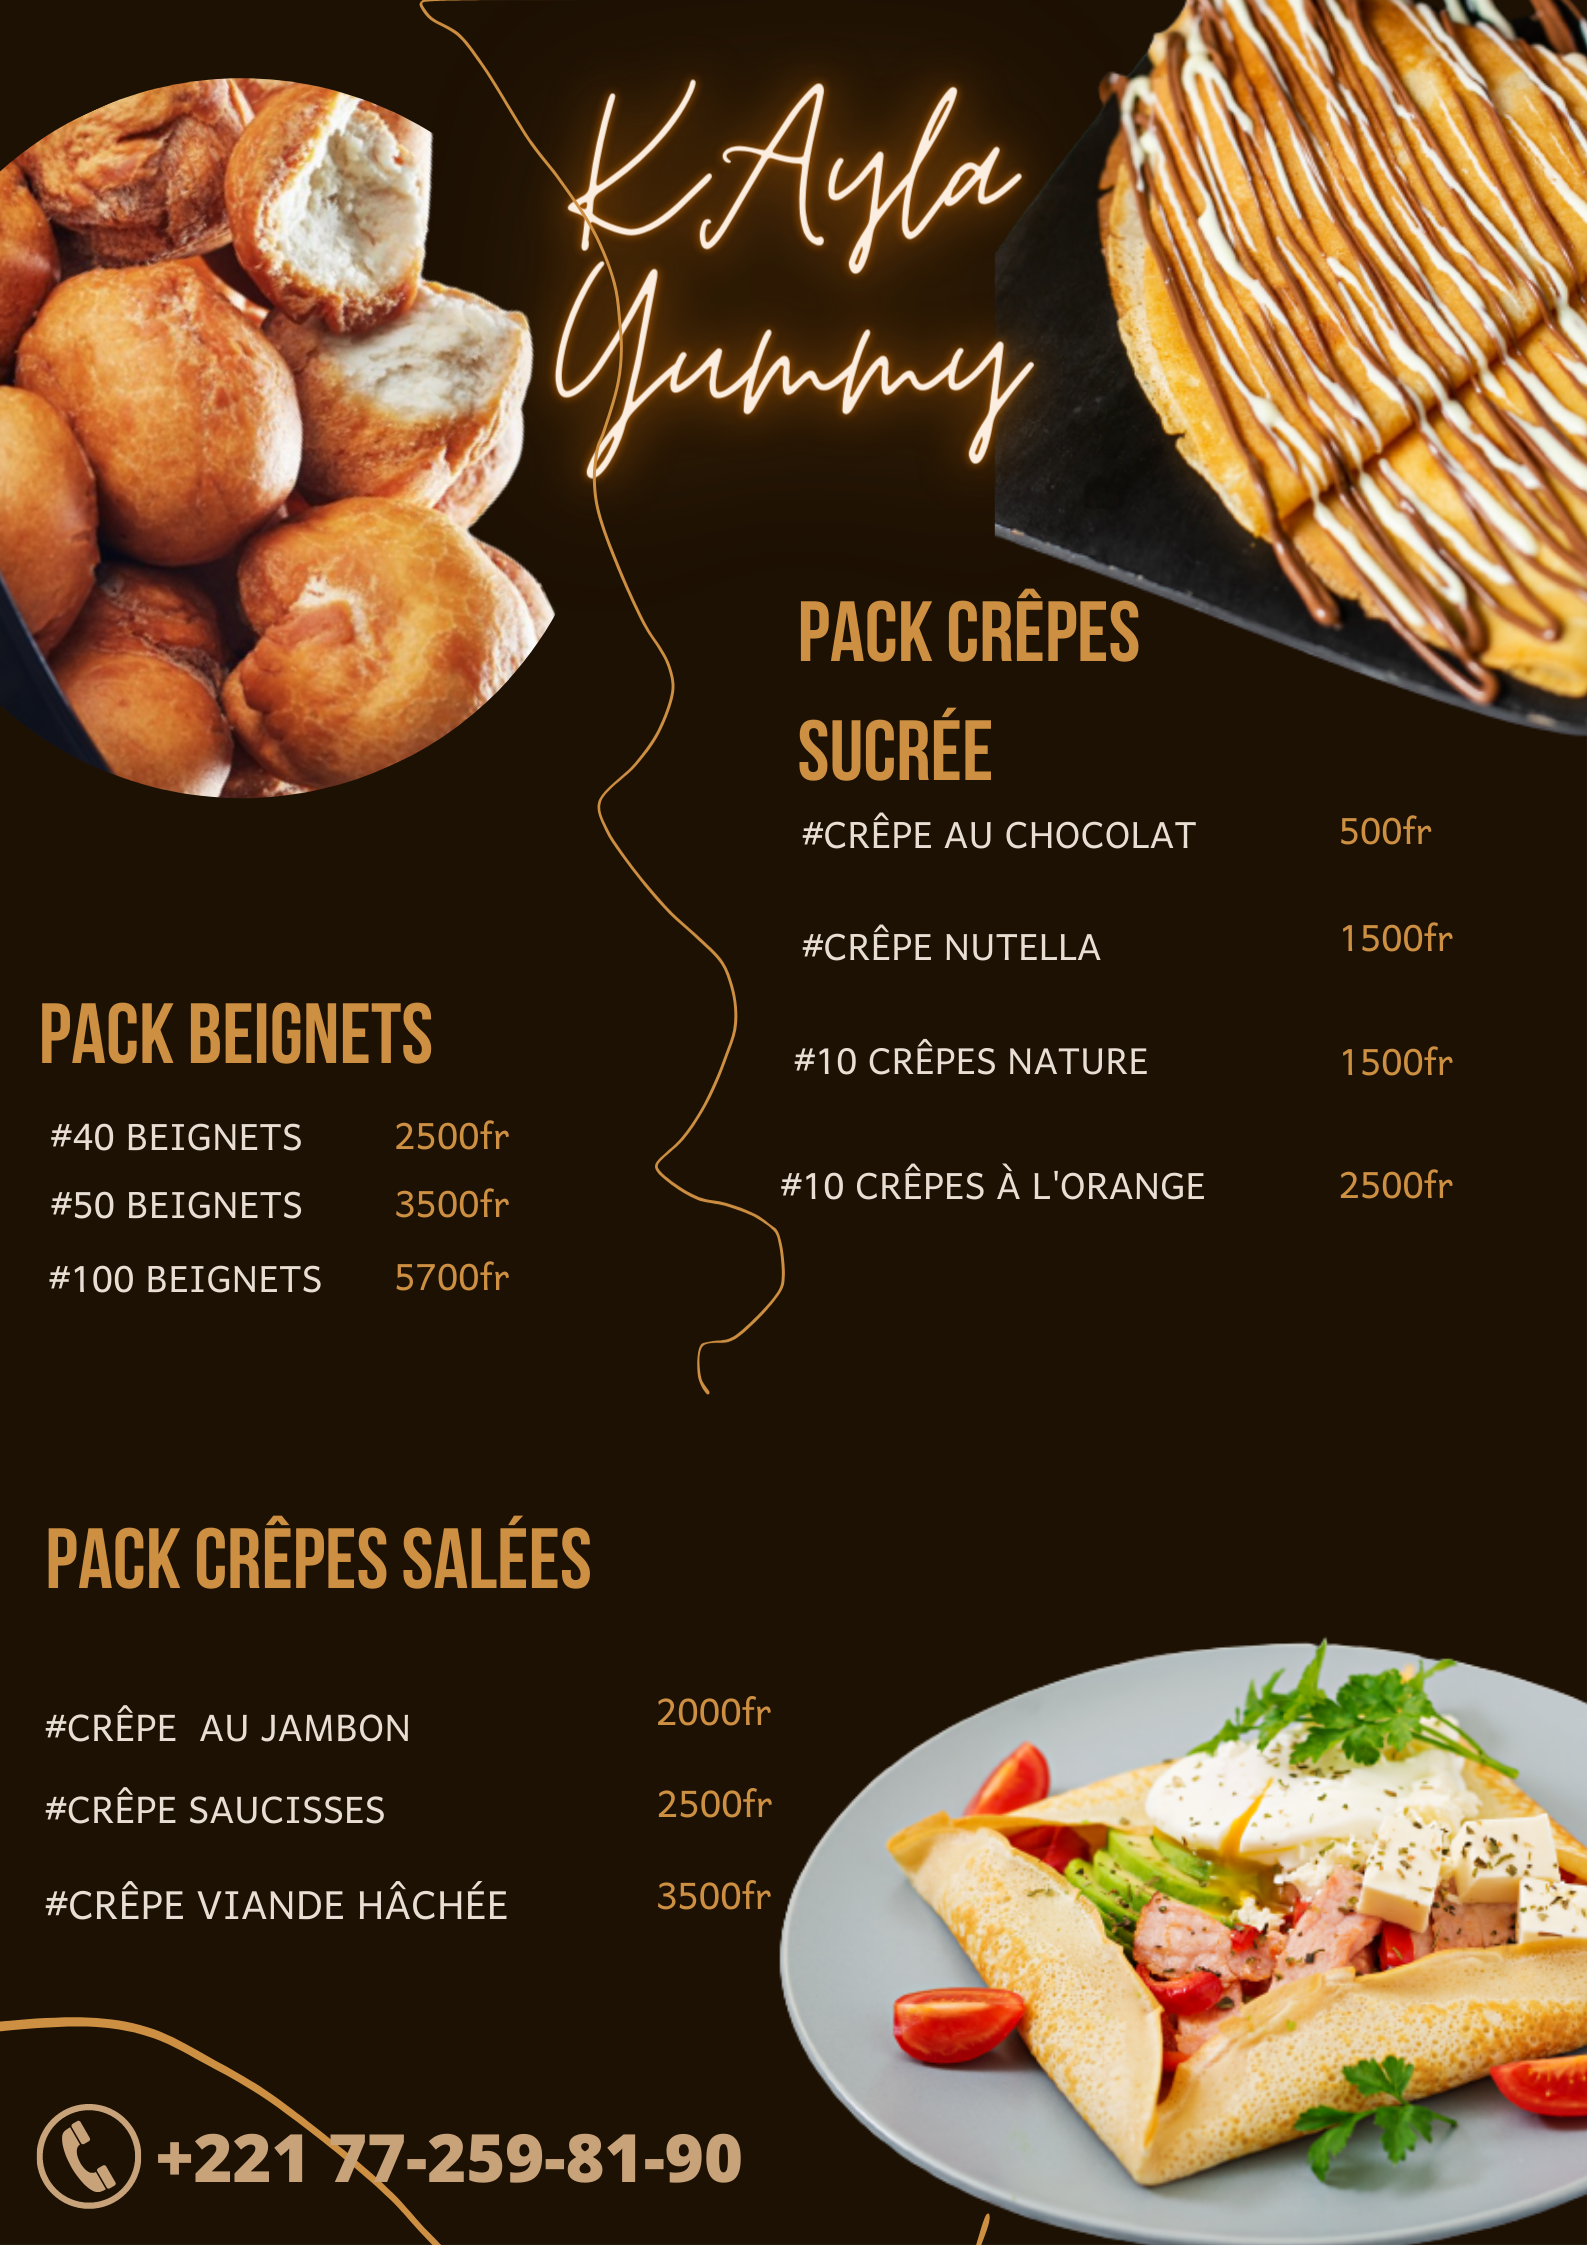 KAyla
Yummy
PACK CRÊPES
SUCRÉE
#CRÊPE AU CHOCOLAT 500fr
#CRÊPE NUTELLA 1500fr
#10 CRÊPES NATURE 1500fr
#10 CRÊPES À L'ORANGE 2500fr
PACK BEIGNETS
#40 BEIGNETS 2500fr
#50 BEIGNETS 3500fr
#100 BEIGNETS 5700fr
PACK CRÊPES SALÉES
#CRÊPE AU JAMBON 2000fr
#CRÊPE SAUCISSES 2500fr
#CRÊPE VIANDE HÂCHÉE 3500fr
+221 77-259-81-90